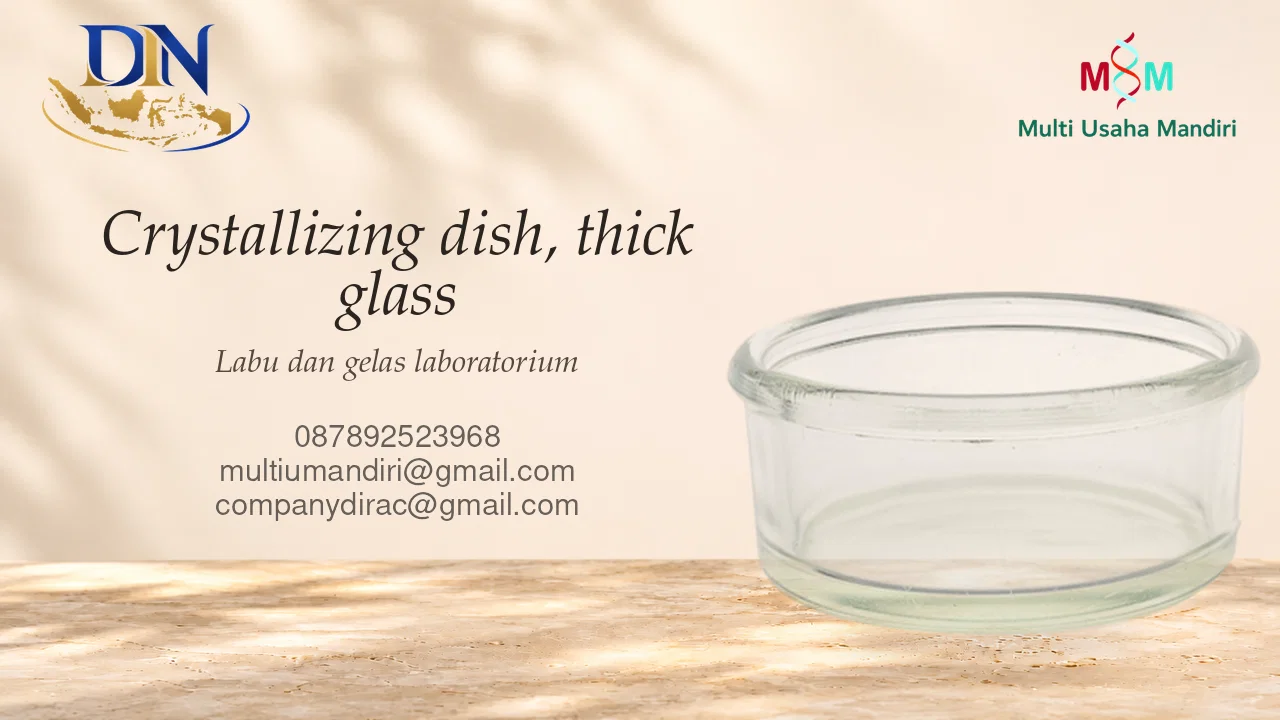 DIN
MSM
Multi Usaha Mandiri
Crystallizing dish, thick
glass
Labu dan gelas laboratorium
087892523968
multiumandiri@gmail.com
companydirac@gmail.com